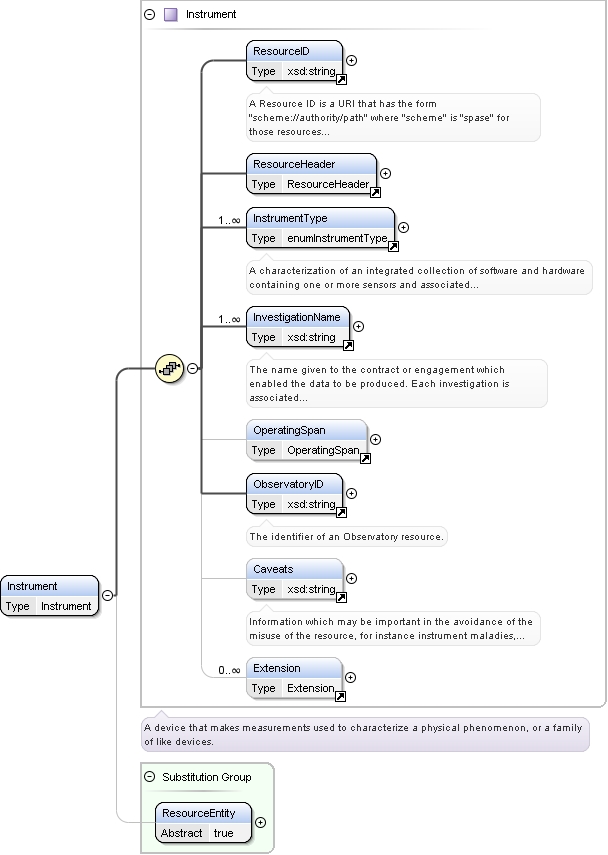 Instrument
ResourceID
Type xsd:string
A Resource ID is a URI that has the form
"scheme://authority/path" where "scheme" is "spase" for
those resources...
ResourceHeader
Type ResourceHeader
1..∞
InstrumentType
Type enumInstrumentType
A characterization of an integrated collection of software and hardware
containing one or more sensors and associated...
1..∞
InvestigationName
Type xsd:string
The name given to the contract or engagement which
enabled the data to be produced. Each investigation is
associated...
OperatingSpan
Type OperatingSpan
ObservatoryID
Type xsd:string
The identifier of an Observatory resource.
Caveats
Type xsd:string
Instrument
Type Instrument
Information which may be important in the avoidance of the
misuse of the resource, for instance instrument maladies,...
0..∞
Extension
Type Extension
A device that makes measurements used to characterize a physical phenomenon, or a family
of like devices.
Substitution Group
ResourceEntity
Abstract true